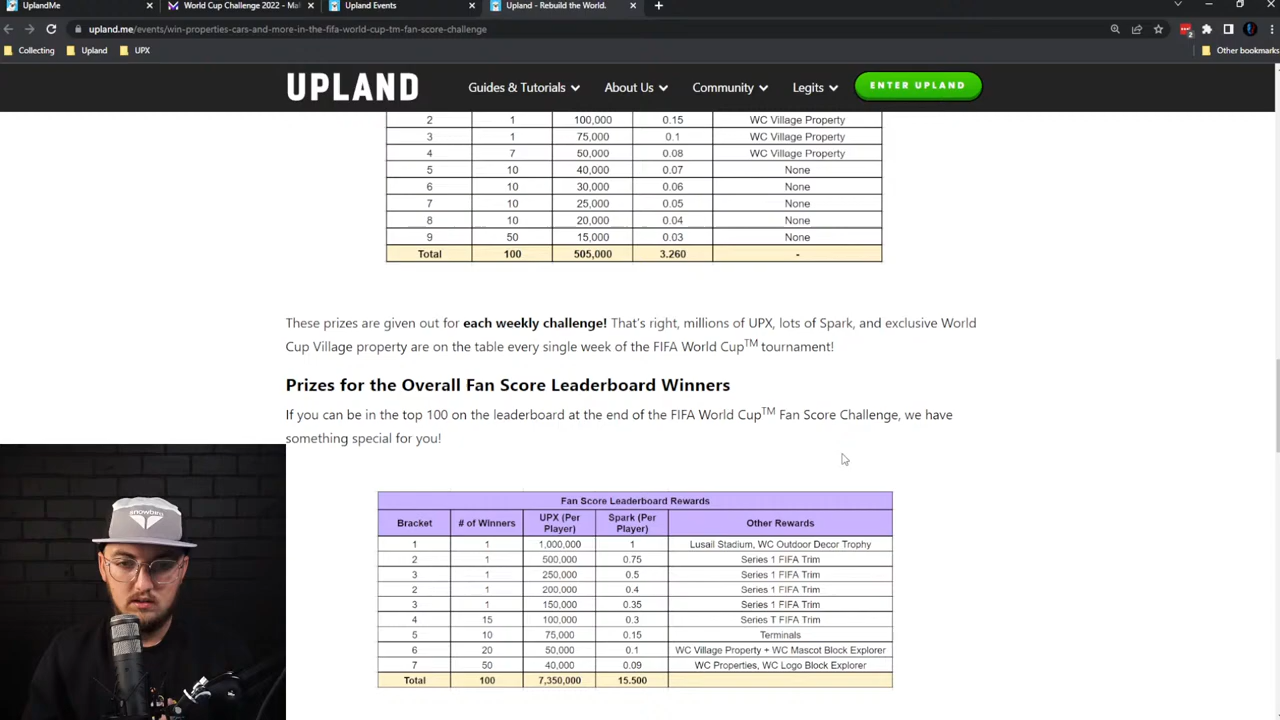 UplandMe
World Cup Challenge 2022 - Ma
Upland Events
Upland - Rebuild the World.
upland.me/events/win-properties-cars-and-more-in-the-fifa-world-cup-tm-fan-score-challenge
Collecting
Upland
UPX
Other bookmarks
UPLAND
Guides & Tutorials
About Us
Community
Legits
ENTER UPLAND
2 1 100,000 0.15 WC Village Property
3 1 75,000 0.1 WC Village Property
4 7 50,000 0.08 WC Village Property
5 10 40,000 0.07 None
6 10 30,000 0.06 None
7 10 25,000 0.05 None
8 10 20,000 0.04 None
9 50 15,000 0.03 None
Total 100 505,000 3.260 -
These prizes are given out for each weekly challenge! That's right, millions of UPX, lots of Spark, and exclusive World
Cup Village property are on the table every single week of the FIFA World Cup™ tournament!
Prizes for the Overall Fan Score Leaderboard Winners
If you can be in the top 100 on the leaderboard at the end of the FIFA World Cup™ Fan Score Challenge, we have
something special for you!
Fan Score Leaderboard Rewards
Bracket # of Winners UPX (Per Player) Spark (Per Player) Other Rewards
1 1 1,000,000 1 Lusail Stadium, WC Outdoor Decor Trophy
2 1 500,000 0.75 Series 1 FIFA Trim
3 1 250,000 0.5 Series 1 FIFA Trim
2 1 200,000 0.4 Series 1 FIFA Trim
3 1 150,000 0.35 Series 1 FIFA Trim
4 15 100,000 0.3 Series T FIFA Trim
5 10 75,000 0.15 Terminals
6 20 50,000 0.1 WC Village Property + WC Mascot Block Explorer
7 50 40,000 0.09 WC Properties, WC Logo Block Explorer
Total 100 7,350,000 15.500
snowbird